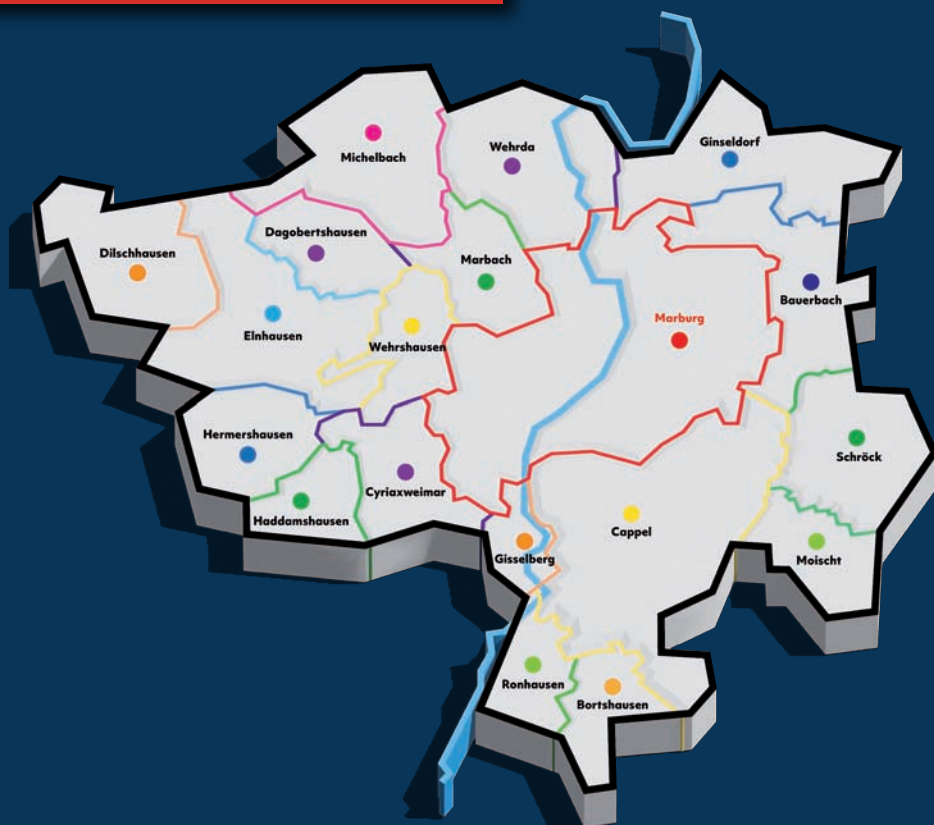 Michelbach
Wehrda
Ginseldorf
Dagobertshausen
Dilschhausen
Marbach
Bauerbach
Elnhausen
Marburg
Wehrshausen
Hermershausen
Schröck
Cyriaxweimar
Haddamshausen
Cappel
Gisselberg
Moischt
Ronhausen
Bortshausen